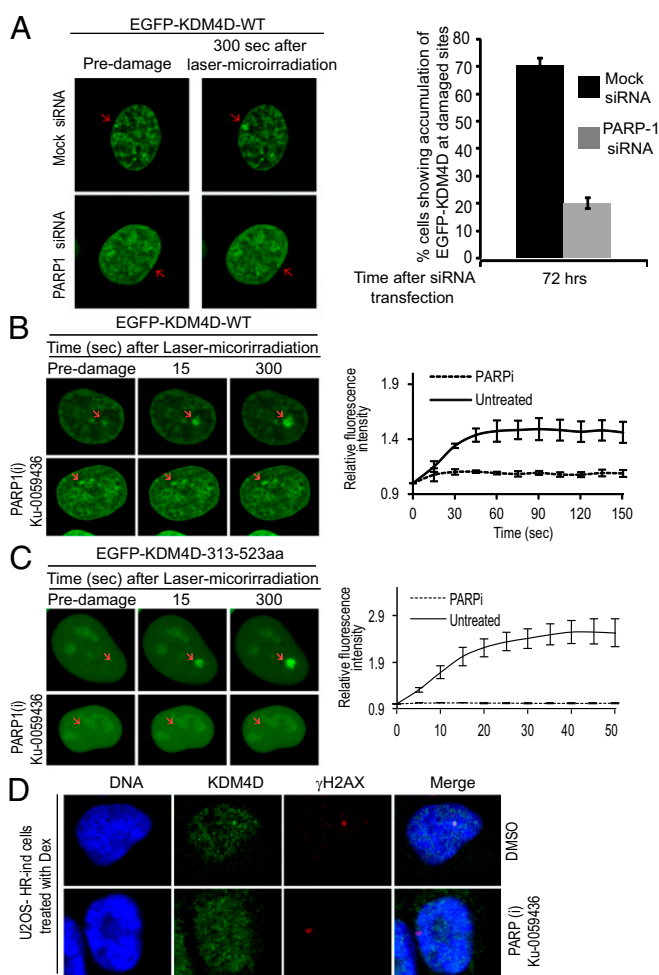 A
EGFP-KDM4D-WT
Pre-damage
300 sec after
laser-microirradiation
Mock siRNA
PARP1 siRNA
% cells showing accumulation of
EGFP-KDM4D at damaged sites
80
70
60
50
40
30
20
10
0
Mock
siRNA
PARP-1
siRNA
Time after siRNA
transfection
72 hrs
B
EGFP-KDM4D-WT
Time (sec) after Laser-micorirradiation
Pre-damage 15 300
PARP1(i)
Ku-0059436
Relative fluorescence
intensity
1.9
1.4
0.9
PARPi
Untreated
0 30 60 90 120 150
Time (sec)
C
EGFP-KDM4D-313-523aa
Time (sec) after Laser-micorirradiation
Pre-damage 15 300
PARP1(i)
Ku-0059436
Relative fluorescence
intensity
2.9
1.9
0.9
PARPi
Untreated
0 10 20 30 40 50
D
DNA KDM4D γH2AX Merge
U2OS- HR-ind cells
treated with Dex
DMSO
PARP (i)
Ku-0059436